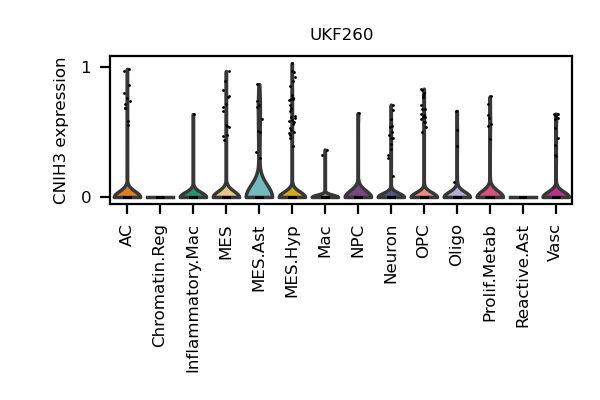 UKF260
CNIH3 expression
1
0
AC
Chromatin.Reg
Inflammatory.Mac
MES
MES.Ast
MES.Hyp
Mac
NPC
Neuron
OPC
Oligo
Prolif.Metab
Reactive.Ast
Vasc